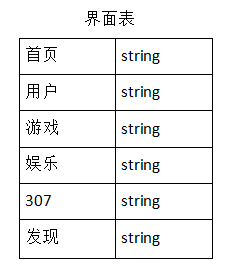 界面表
首页 string
用户 string
游戏 string
娱乐 string
307 string
发现 string